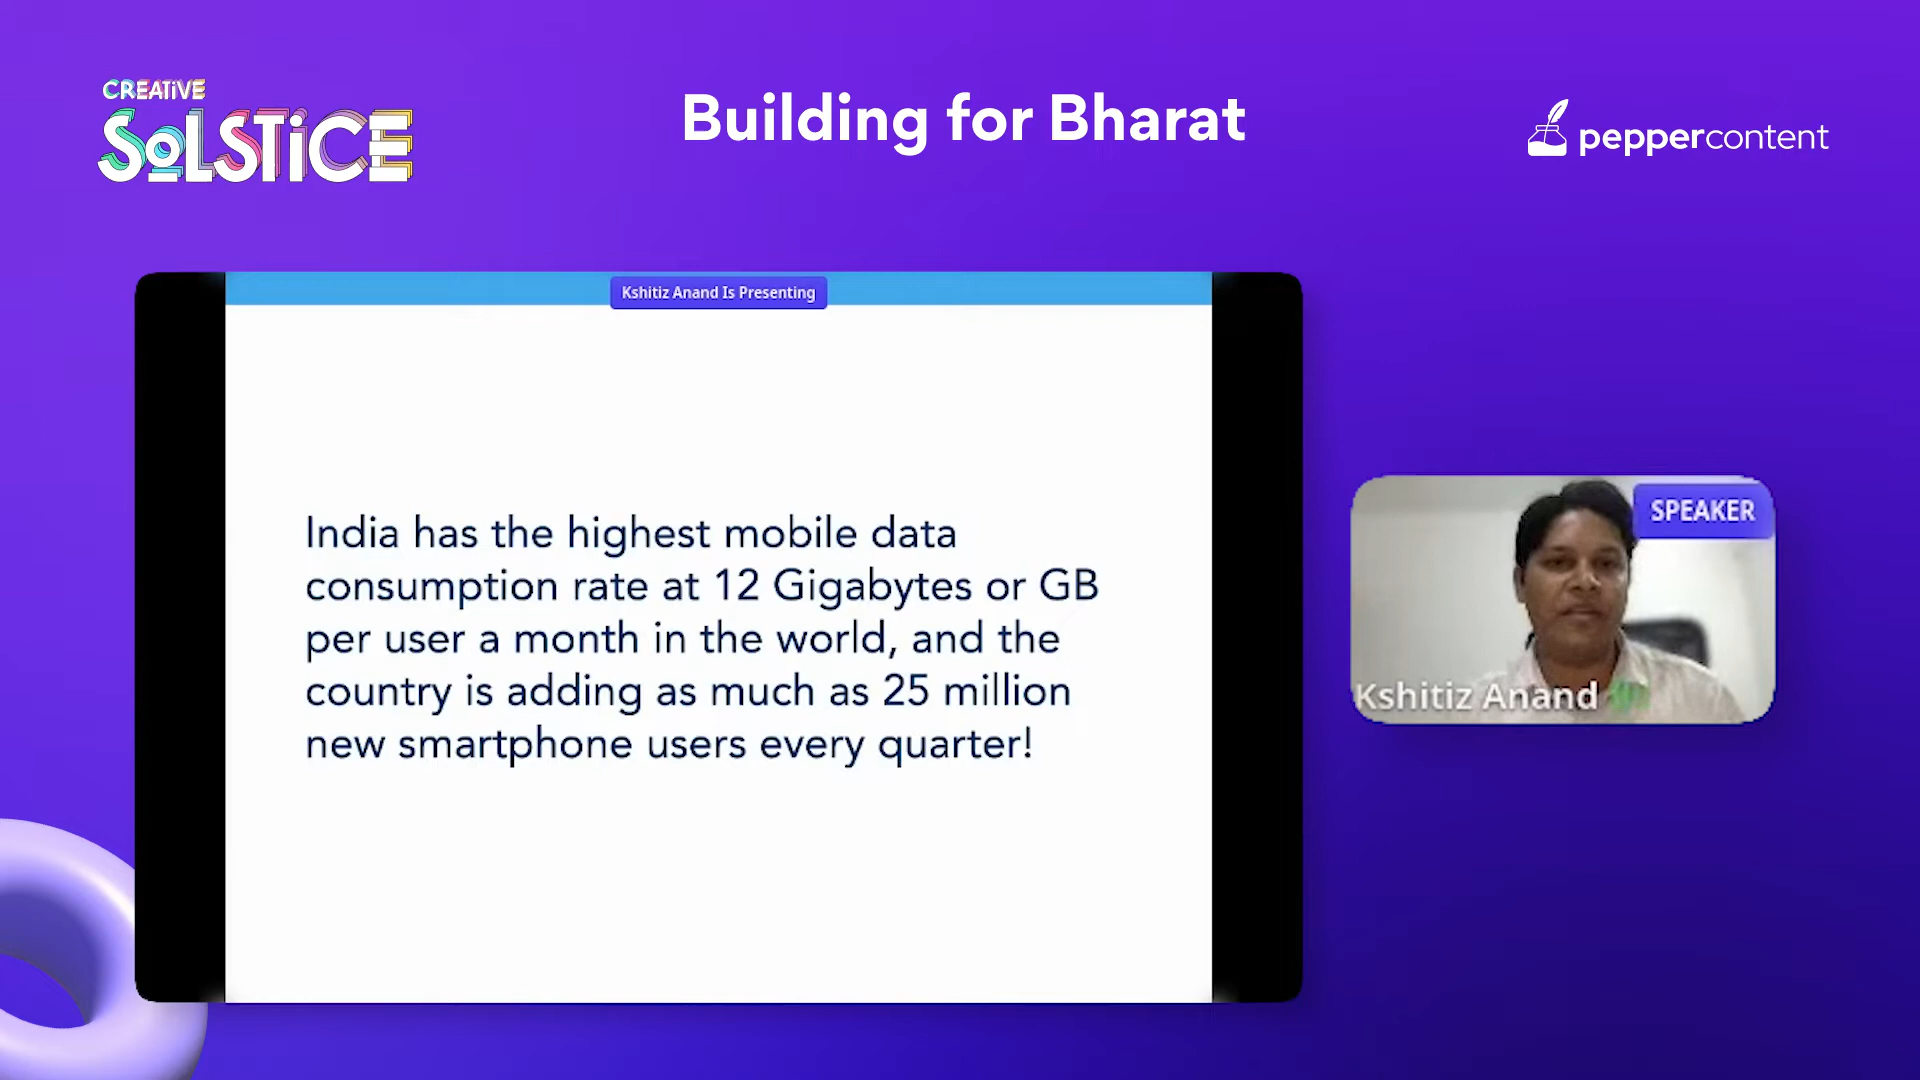 CREATiVE
SoLSTiCE
Building for Bharat
peppercontent
Kshitiz Anand Is Presenting
India has the highest mobile data
consumption rate at 12 Gigabytes or GB
per user a month in the world, and the
country is adding as much as 25 million
new smartphone users every quarter!
SPEAKER
Kshitiz Anand